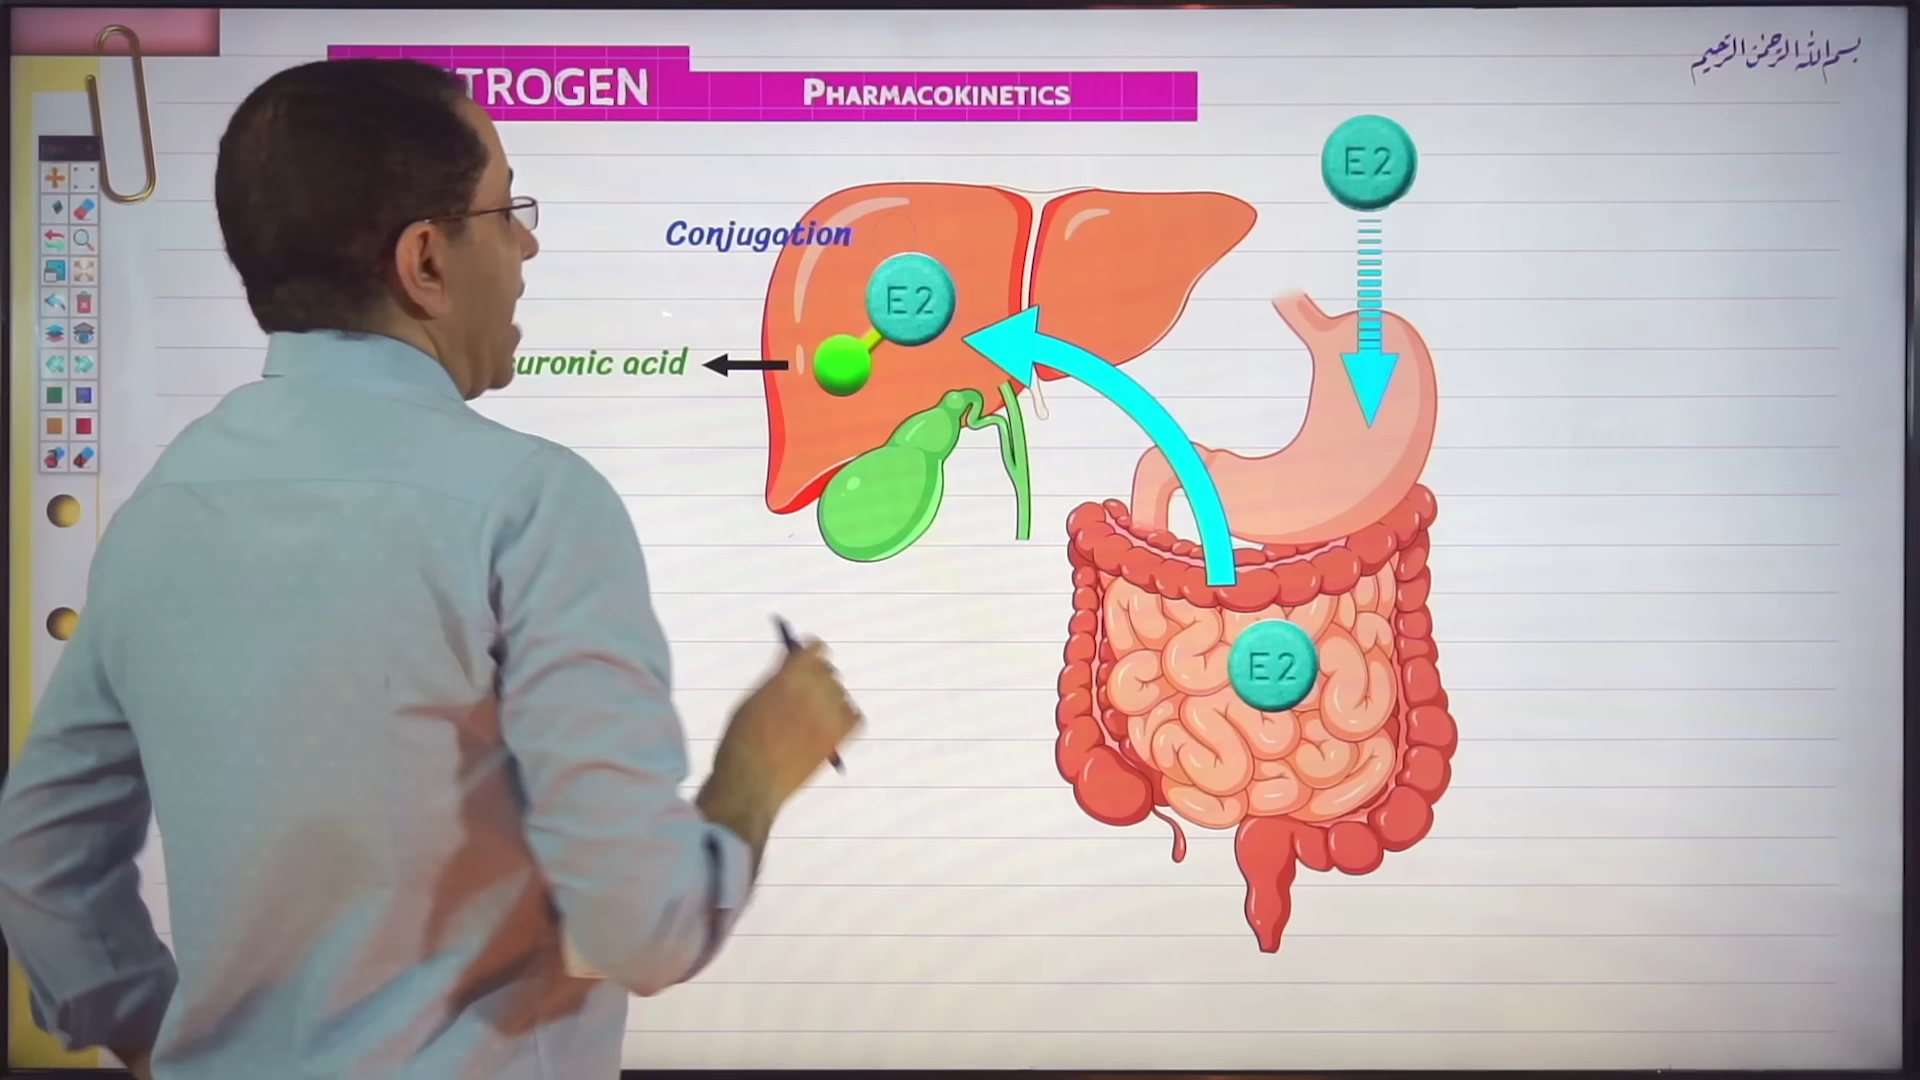 بسم الله الرحمن الرحيم
TROGEN
PHARMACOKINETICS
E2
Conjugation
E2
uronic acid
E2